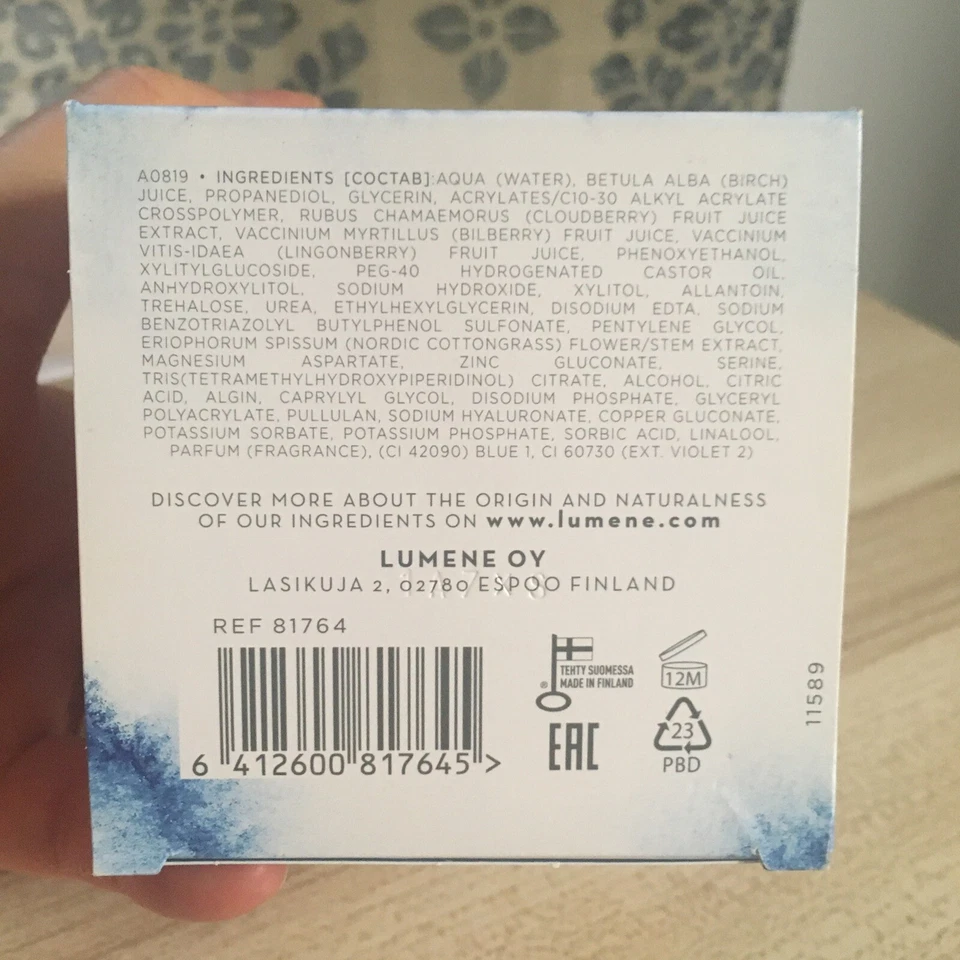 A0819 • INGREDIENTS [СОСТАВ]:AQUA (WATER), BETULA ALBA (BIRCH)
JUICE, PROPANEDIOL, GLYCERIN, ACRYLATES/C10-30 ALKYL ACRYLATE
CROSSPOLYMER, RUBUS CHAMAEMORUS (CLOUDBERRY) FRUIT JUICE
EXTRACT, VACCINIUM MYRTILLUS (BILBERRY) FRUIT JUICE, VACCINIUM
VITIS-IDAEA (LINGONBERRY) FRUIT JUICE, PHENOXYETHANOL,
XYLITYLGLUCOSIDE, PEG-40 HYDROGENATED CASTOR OIL,
ANHYDROXYLITOL, SODIUM HYDROXIDE, XYLITOL, ALLANTOIN,
TREHALOSE, UREA, ETHYLHEXYLGLYCERIN, DISODIUM EDTA, SODIUM
BENZOTRIAZOLYL BUTYLPHENOL SULFONATE, PENTYLENE GLYCOL,
ERIOPHORUM SPISSUM (NORDIC COTTONGRASS) FLOWER/STEM EXTRACT,
MAGNESIUM ASPARTATE, ZINC GLUCONATE, SERINE,
TRIS(TETRAMETHYLHYDROXYPIPERIDINOL) CITRATE, ALCOHOL, CITRIC
ACID, ALGIN, CAPRYLYL GLYCOL, DISODIUM PHOSPHATE, GLYCERYL
POLYACRYLATE, PULLULAN, SODIUM HYALURONATE, COPPER GLUCONATE,
POTASSIUM SORBATE, POTASSIUM PHOSPHATE, SORBIC ACID, LINALOOL,
PARFUM (FRAGRANCE), (CI 42090) BLUE 1, CI 60730 (EXT. VIOLET 2)
DISCOVER MORE ABOUT THE ORIGIN AND NATURALNESS
OF OUR INGREDIENTS ON www.lumene.com
LUMENE OY
LASIKUJA 2, 02780 ESPOO FINLAND
REF 81764
6 412600 817645 >
® TEHTY SUOMESSA
MADE IN FINLAND
12M
EAC
23
PBD
11589